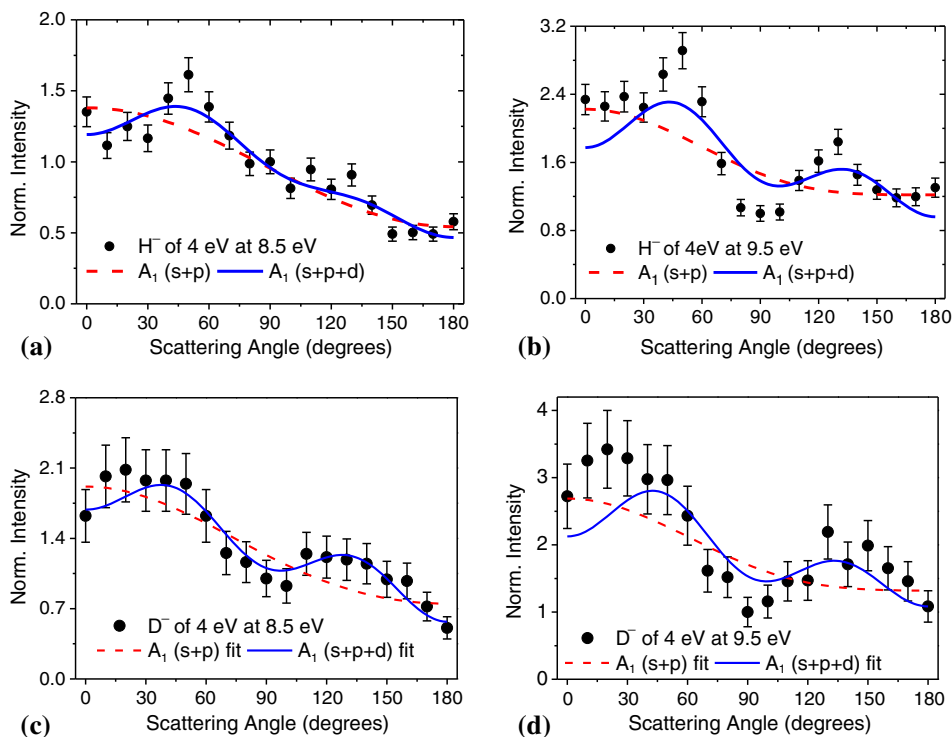 Norm. Intensity
2.0
1.5
1.0
0.5
0.0
H⁻ of 4 eV at 8.5 eV
A₁ (s+p) A₁ (s+p+d)
0 30 60 90 120 150 180
Scattering Angle (degrees)
(a)
Norm. Intensity
3.2
2.4
1.6
0.8
0.0
H⁻ of 4eV at 9.5 eV
A₁ (s+p) A₁ (s+p+d)
0 30 60 90 120 150 180
Scattering Angle (degrees)
(b)
Norm. Intensity
2.8
2.1
1.4
0.7
0.0
D⁻ of 4 eV at 8.5 eV
A₁ (s+p) fit A₁ (s+p+d) fit
0 30 60 90 120 150 180
Scattering Angle (degrees)
(c)
Norm. Intensity
4
3
2
1
0
D⁻ of 4 eV at 9.5 eV
A₁ (s+p) fit A₁ (s+p+d) fit
0 30 60 90 120 150 180
Scattering Angle (degrees)
(d)